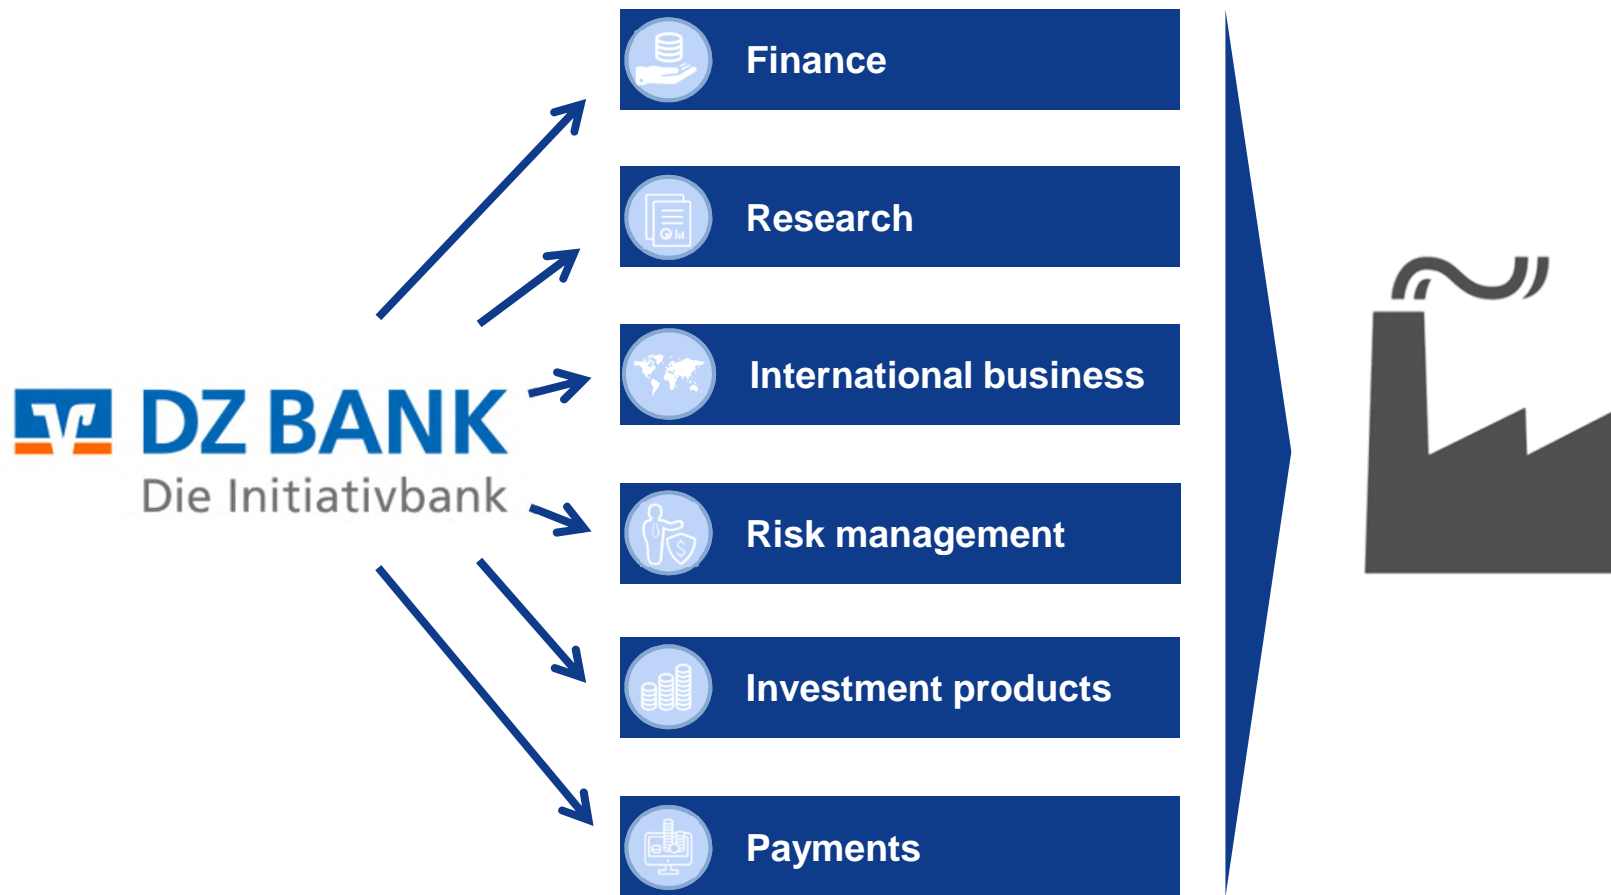 Finance
Research
International business
DZ BANK
Die Initiativbank
Risk management
Investment products
Payments